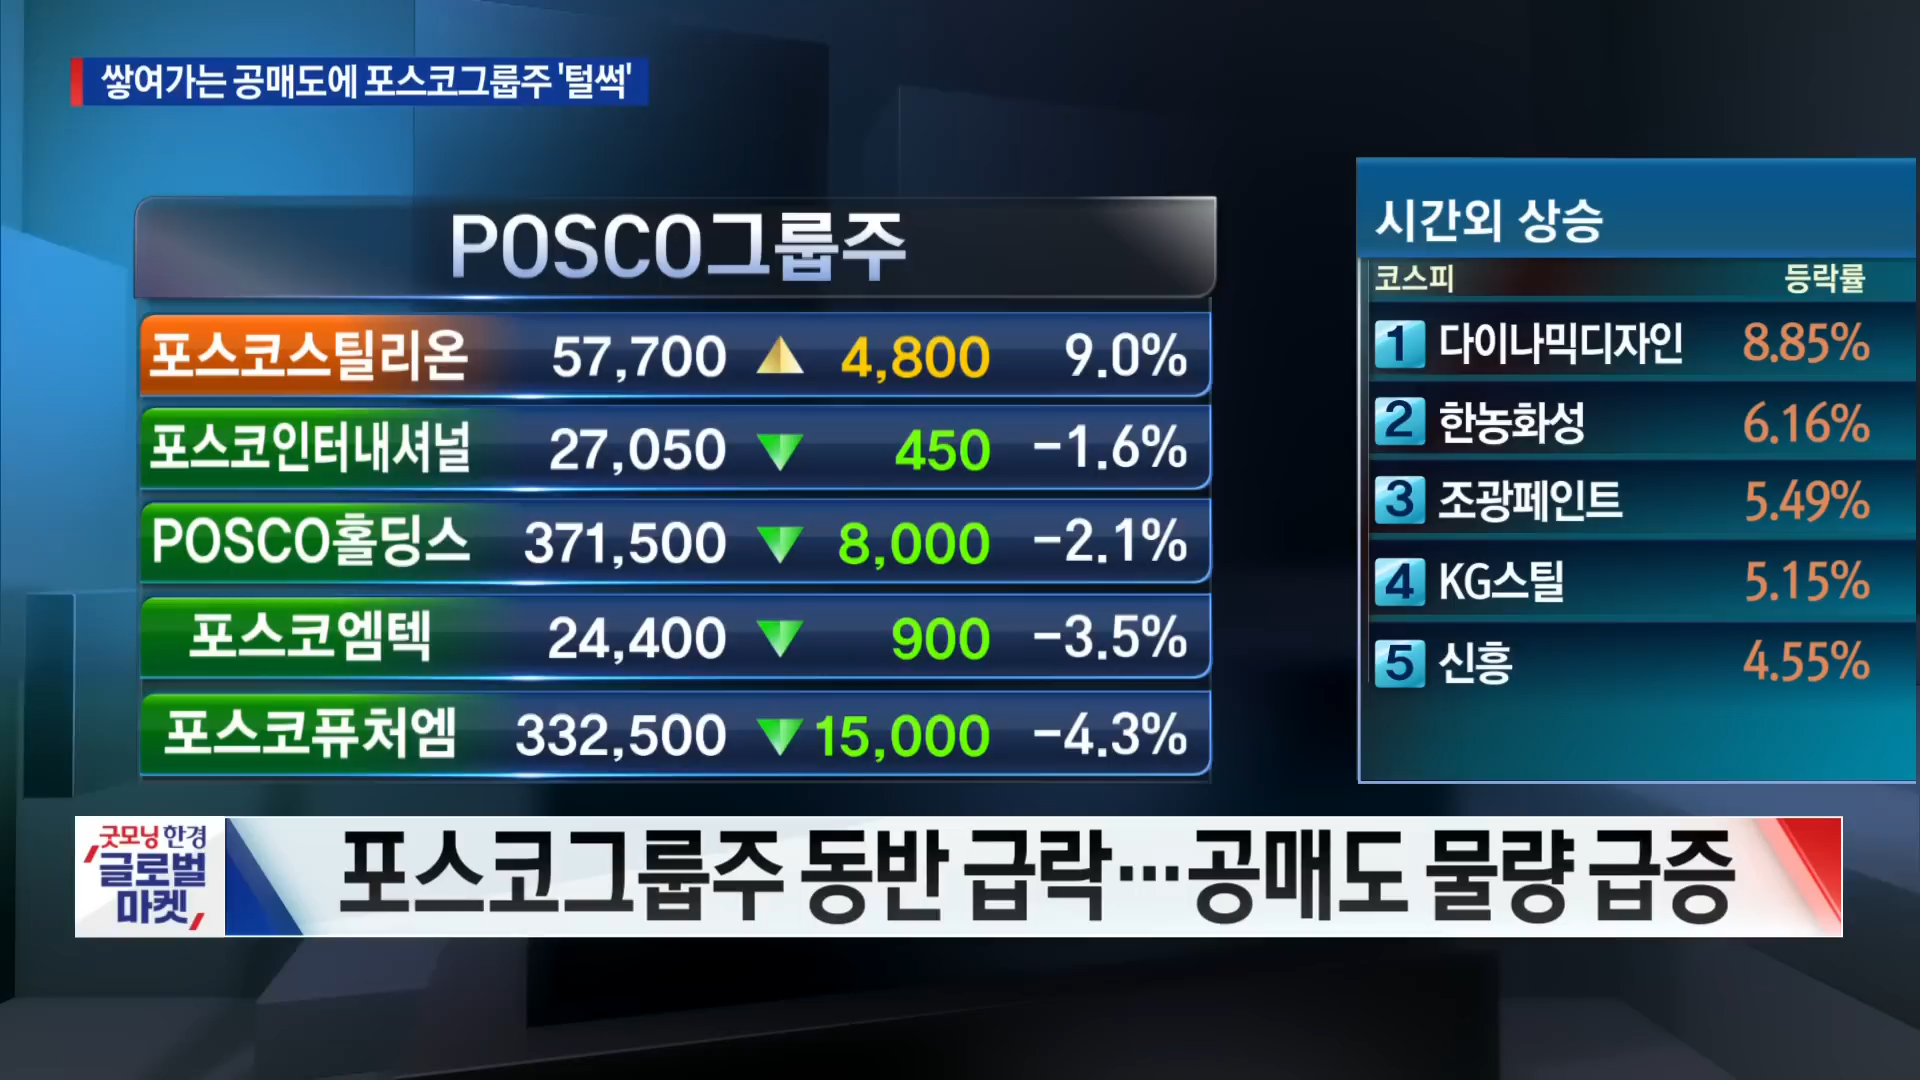 쌓여가는 공매도에 포스코그룹주 '털썩'
POSCO그룹주
포스코스틸리온 57,700 ▲ 4,800 9.0%
포스코인터내셔널 27,050 ▼ 450 -1.6%
POSCO홀딩스 371,500 ▼ 8,000 -2.1%
포스코엠텍 24,400 ▼ 900 -3.5%
포스코퓨처엠 332,500 ▼ 15,000 -4.3%
시간외 상승
코스피 등락률
1 다이나믹디자인 8.85%
2 한농화성 6.16%
3 조광페인트 5.49%
4 KG스틸 5.15%
5 신흥 4.55%
굿모닝 한경
글로벌
마켓
포스코그룹주 동반 급락…공매도 물량 급증